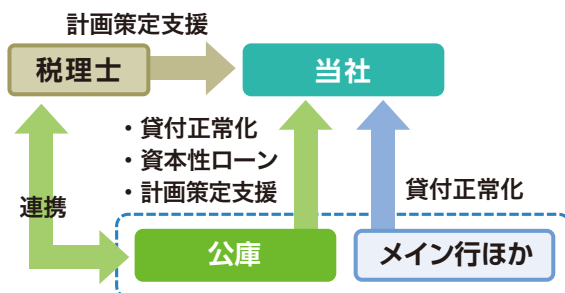 計画策定支援
税理士
当社
・貸付正常化
・資本性ローン
・計画策定支援
連携
貸付正常化
公庫
メイン行ほか